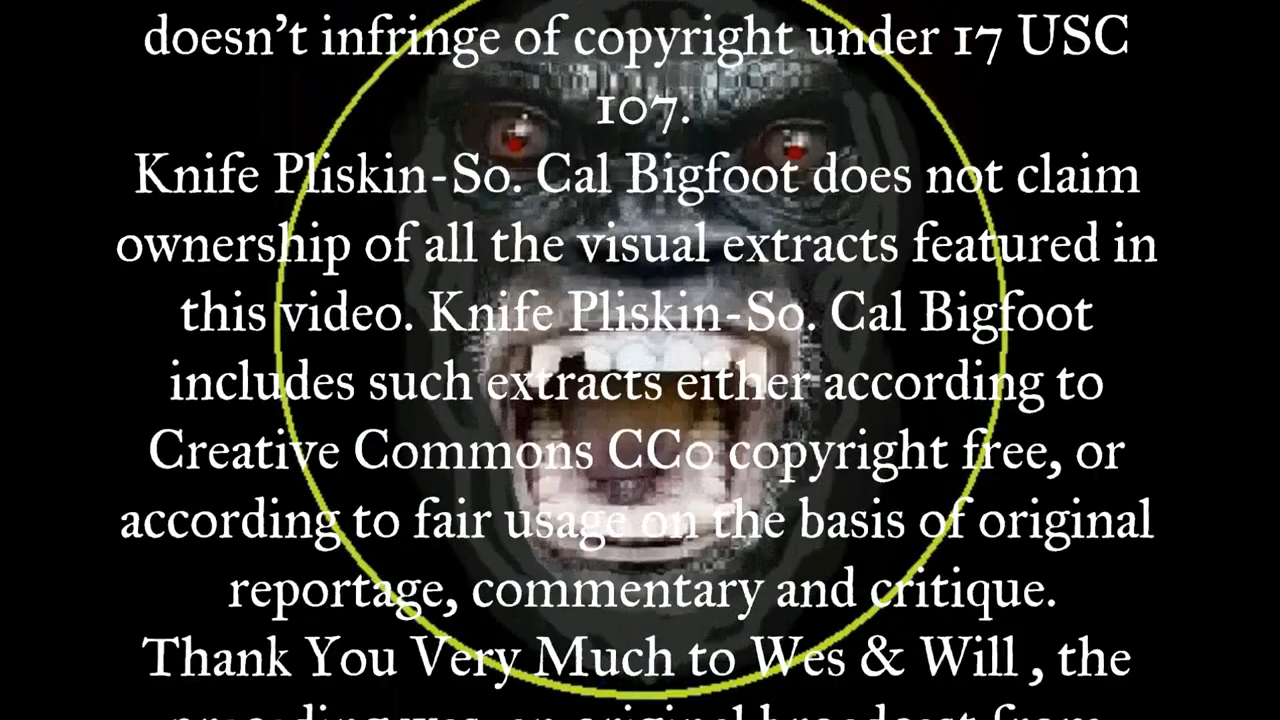 doesn't infringe of copyright under 17 USC
107.
Knife Pliskin-So. Cal Bigfoot does not claim
ownership of all the visual extracts featured in
this video. Knife Pliskin-So. Cal Bigfoot
includes such extracts either according to
Creative Commons CC0 copyright free, or
according to fair usage on the basis of original
reportage, commentary and critique.
Thank You Very Much to Wes & Will , the
original broadcast from